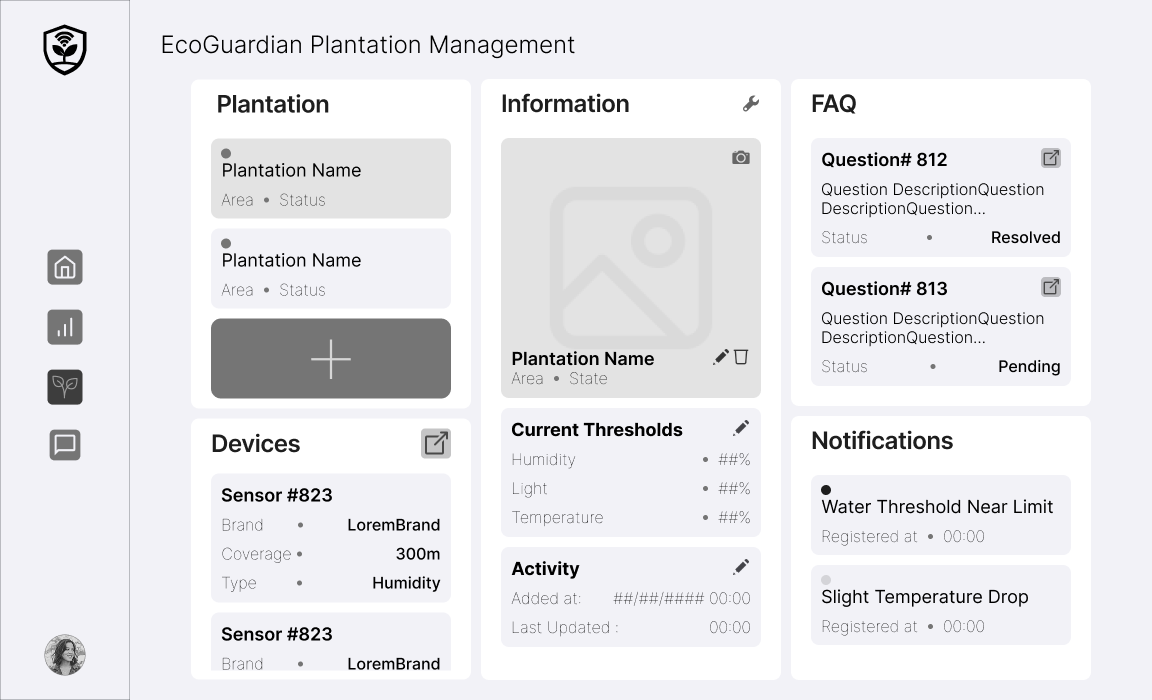 EcoGuardian Plantation Management
Plantation
Plantation Name
Area • Status
Plantation Name
Area • Status
Devices
Sensor #823
Brand • LoremBrand
Coverage • 300m
Type • Humidity
Sensor #823
Brand • LoremBrand
Information
Plantation Name
Area • State
Current Thresholds
Humidity • ##%
Light • ##%
Temperature • ##%
Activity
Added at: ##/##/#### 00:00
Last Updated : 00:00
FAQ
Question# 812
Question DescriptionQuestion
DescriptionQuestion...
Status • Resolved
Question# 813
Question DescriptionQuestion
DescriptionQuestion...
Status • Pending
Notifications
Water Threshold Near Limit
Registered at • 00:00
Slight Temperature Drop
Registered at • 00:00